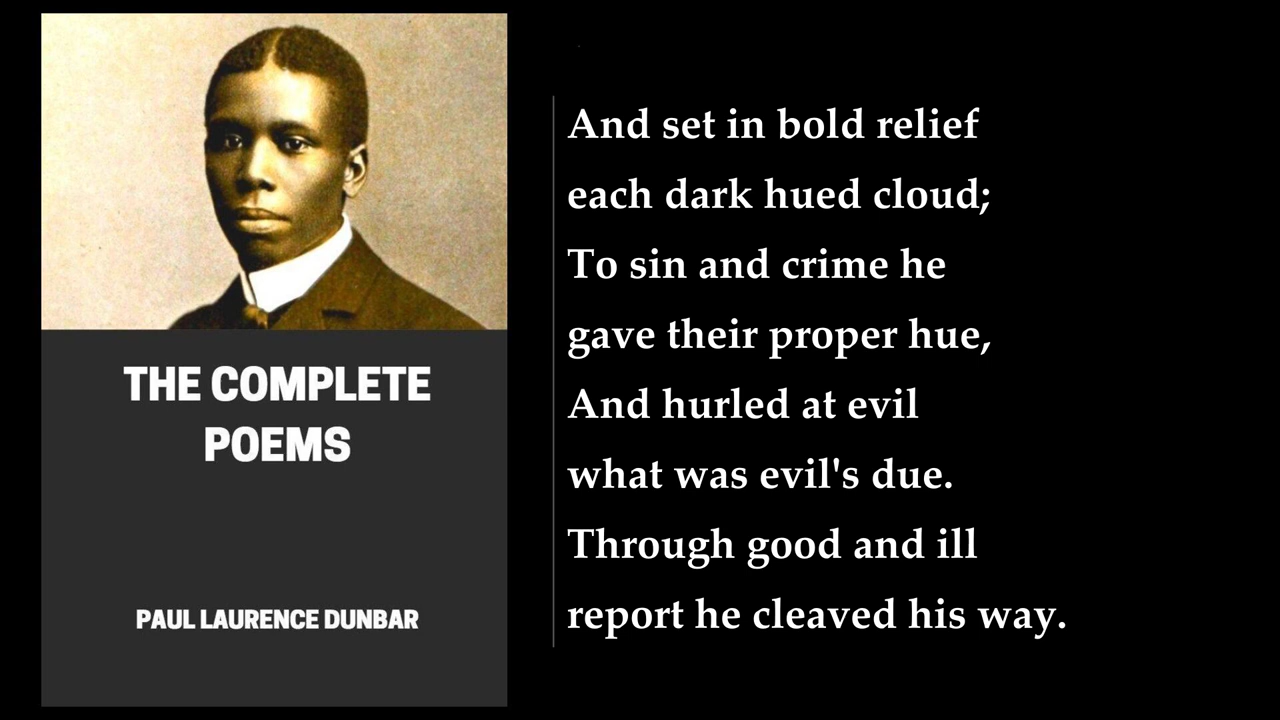 THE COMPLETE
POEMS
PAUL LAURENCE DUNBAR
And set in bold relief
each dark hued cloud;
To sin and crime he
gave their proper hue,
And hurled at evil
what was evil's due.
Through good and ill
report he cleaved his way.